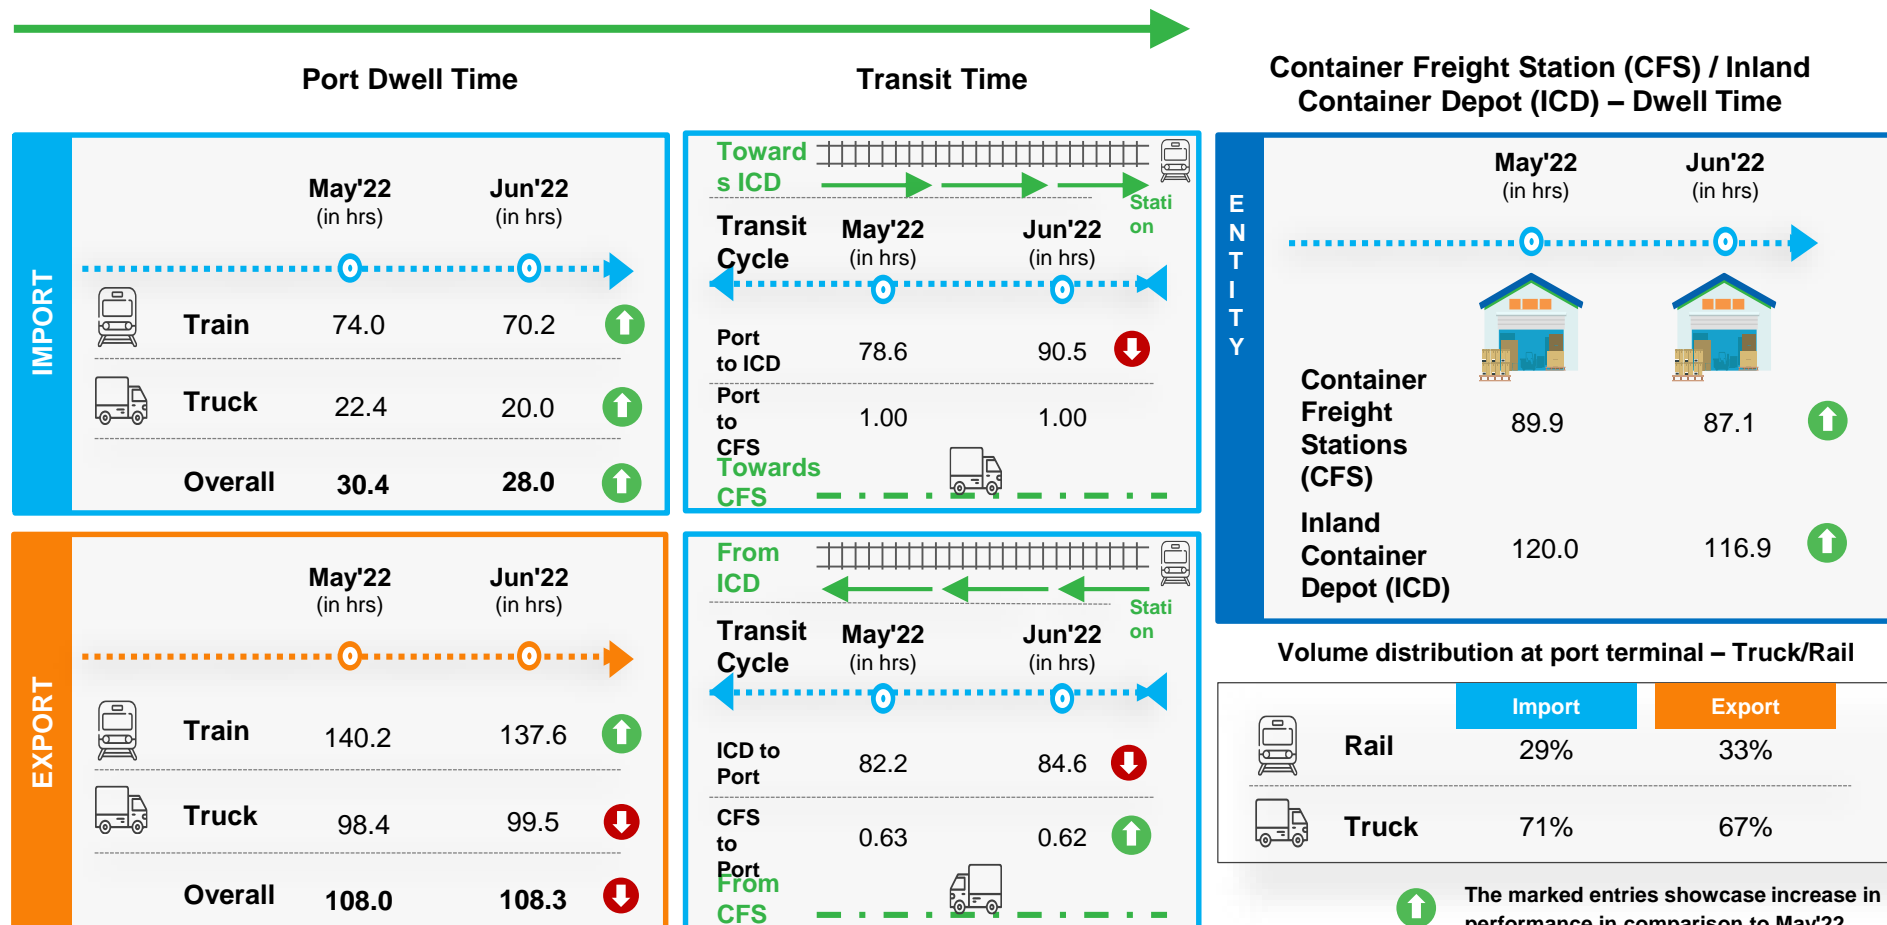 Port Dwell Time
Transit Time
Container Freight Station (CFS) / Inland
Container Depot (ICD) – Dwell Time
IMPORT
May'22
Jun'22
(in hrs)
(in hrs)
Train
74.0
70.2
Truck
22.4
20.0
Overall
30.4
28.0
Toward
s ICD
Stati
on
Transit
Cycle
May'22
Jun'22
(in hrs)
(in hrs)
Port
to ICD
78.6
90.5
Port
to
CFS
1.00
1.00
Towards
CFS
ENTITY
May'22
Jun'22
(in hrs)
(in hrs)
Container
Freight
Stations
(CFS)
89.9
87.1
Inland
Container
Depot (ICD)
120.0
116.9
EXPORT
May'22
Jun'22
(in hrs)
(in hrs)
Train
140.2
137.6
Truck
98.4
99.5
Overall
108.0
108.3
From
ICD
Stati
on
Transit
Cycle
May'22
Jun'22
(in hrs)
(in hrs)
ICD to
Port
82.2
84.6
CFS
to
Port
0.63
0.62
From
CFS
Volume distribution at port terminal – Truck/Rail
Import
Export
Rail
29%
33%
Truck
71%
67%
The marked entries showcase increase in
performance in comparison to May'22